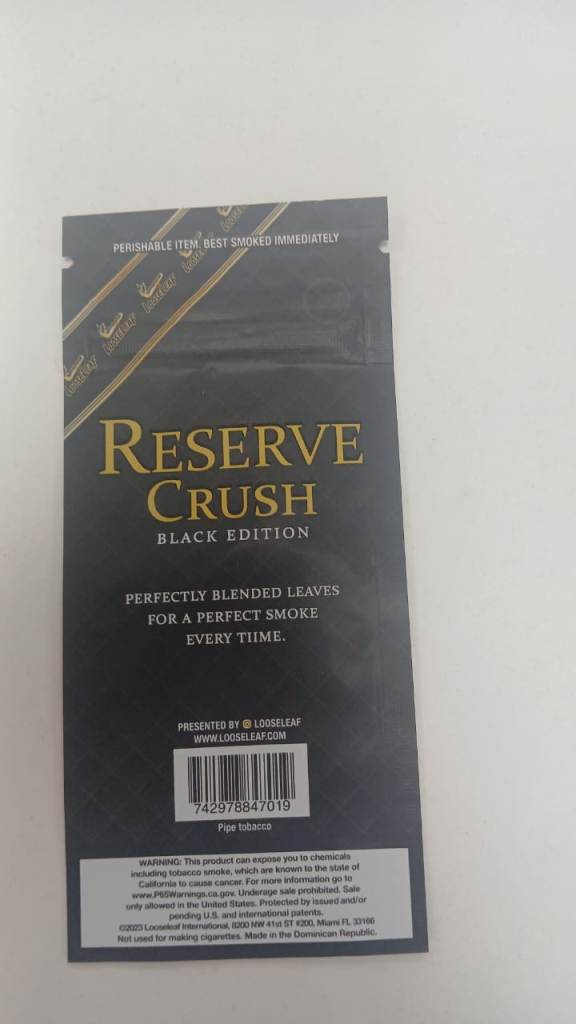 PERISHABLE ITEM. BEST SMOKED IMMEDIATELY
LOOSELEAF
LOOSELEAF
LOOSELEAF
LOOSELEAF
LOOSELEAF
RESERVE
CRUSH
BLACK EDITION
PERFECTLY BLENDED LEAVES
FOR A PERFECT SMOKE
EVERY TIIME.
PRESENTED BY LOOSELEAF
WWW.LOOSELEAF.COM
742978847019
Pipe tobacco
WARNING: This product can expose you to chemicals
including tobacco smoke, which are known to the state of
California to cause cancer. For more information go to
www.P65Warnings.ca.gov. Underage sale prohibited. Sale
only allowed in the United States. Protected by issued and/or
pending U.S. and international patents.
©2023 Looseleaf International, 8200 NW 41st ST #200, Miami FL 33166
Not used for making cigarettes. Made in the Dominican Republic.